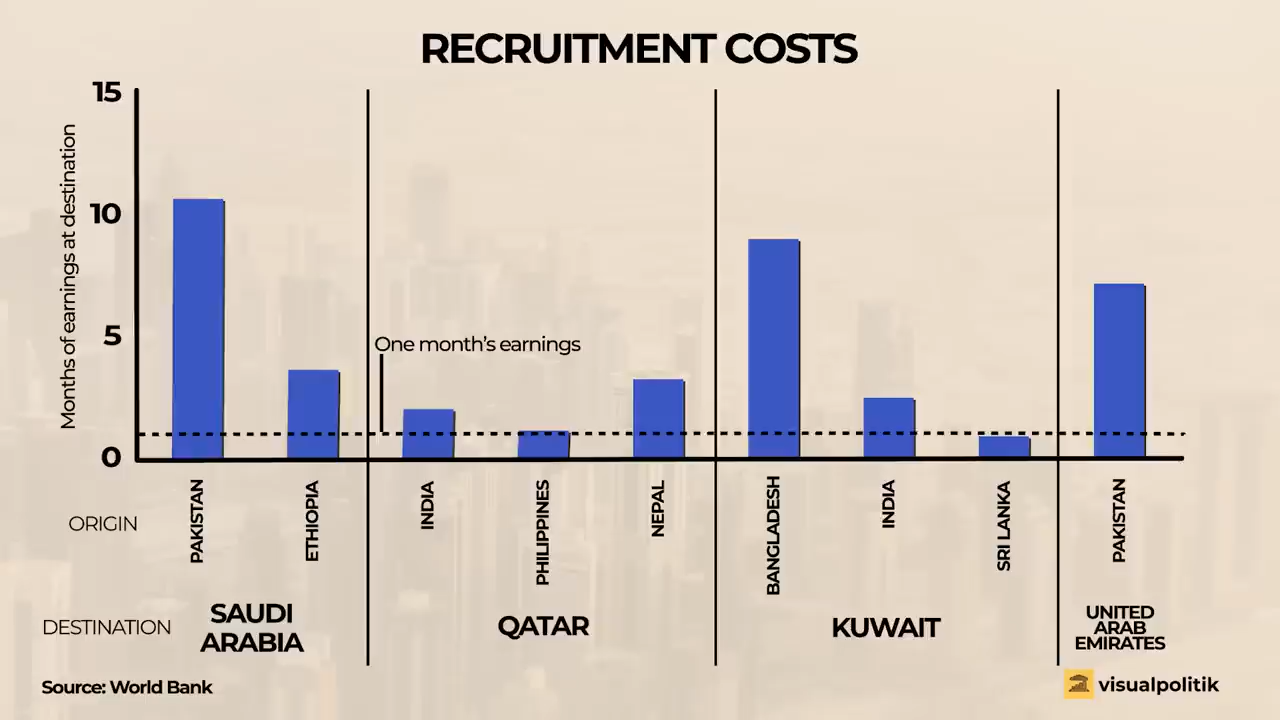 RECRUITMENT COSTS
Months of earnings at destination
15
10
5
0
One month's earnings
ORIGIN
PAKISTAN
ETHIOPIA
INDIA
PHILIPPINES
NEPAL
BANGLADESH
INDIA
SRI LANKA
PAKISTAN
DESTINATION
SAUDI
ARABIA
QATAR
KUWAIT
UNITED
ARAB
EMIRATES
Source: World Bank
visualpolitik